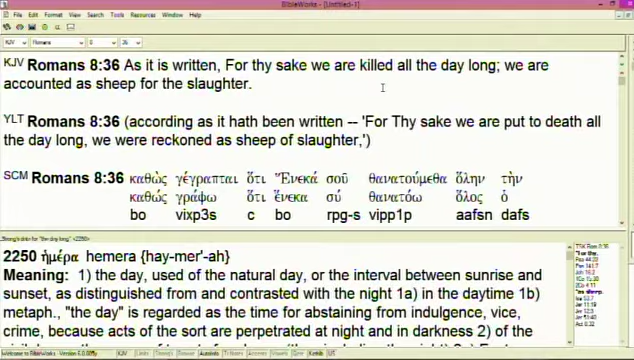 BibleWorks - [Untitled-1]
File Edit Format View Search Tools Resources Window Help
KJV Romans 8 36
KJV Romans 8:36 As it is written, For thy sake we are killed all the day long; we are
accounted as sheep for the slaughter.
YLT Romans 8:36 (according as it hath been written -- 'For Thy sake we are put to death all
the day long, we were reckoned as sheep of slaughter,')
SCM Romans 8:36 καθὼς γέγραπται ὅτι Ἕνεκά σοῦ θανατούμεθα ὅλην τὴν
καθώς γράφω ὅτι ἕνεκα σύ θανατόω ὅλος ὁ
bo vixp3s c bo rpg-s vipp1p aafsn dafs
2250 ἡμέρα hemera {hay-mer'-ah}
Meaning: 1) the day, used of the natural day, or the interval between sunrise and
sunset, as distinguished from and contrasted with the night 1a) in the daytime 1b)
metaph., "the day" is regarded as the time for abstaining from indulgence, vice,
crime, because acts of the sort are perpetrated at night and in darkness 2) of the